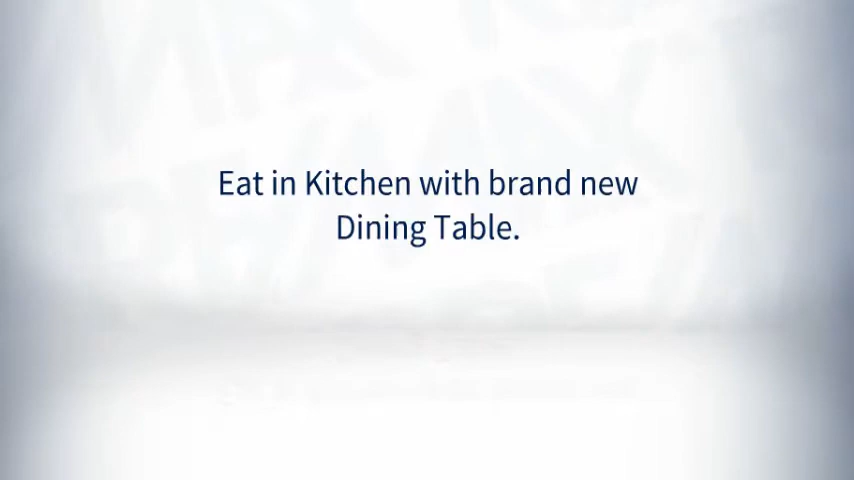 Eat in Kitchen with brand new
Dining Table.